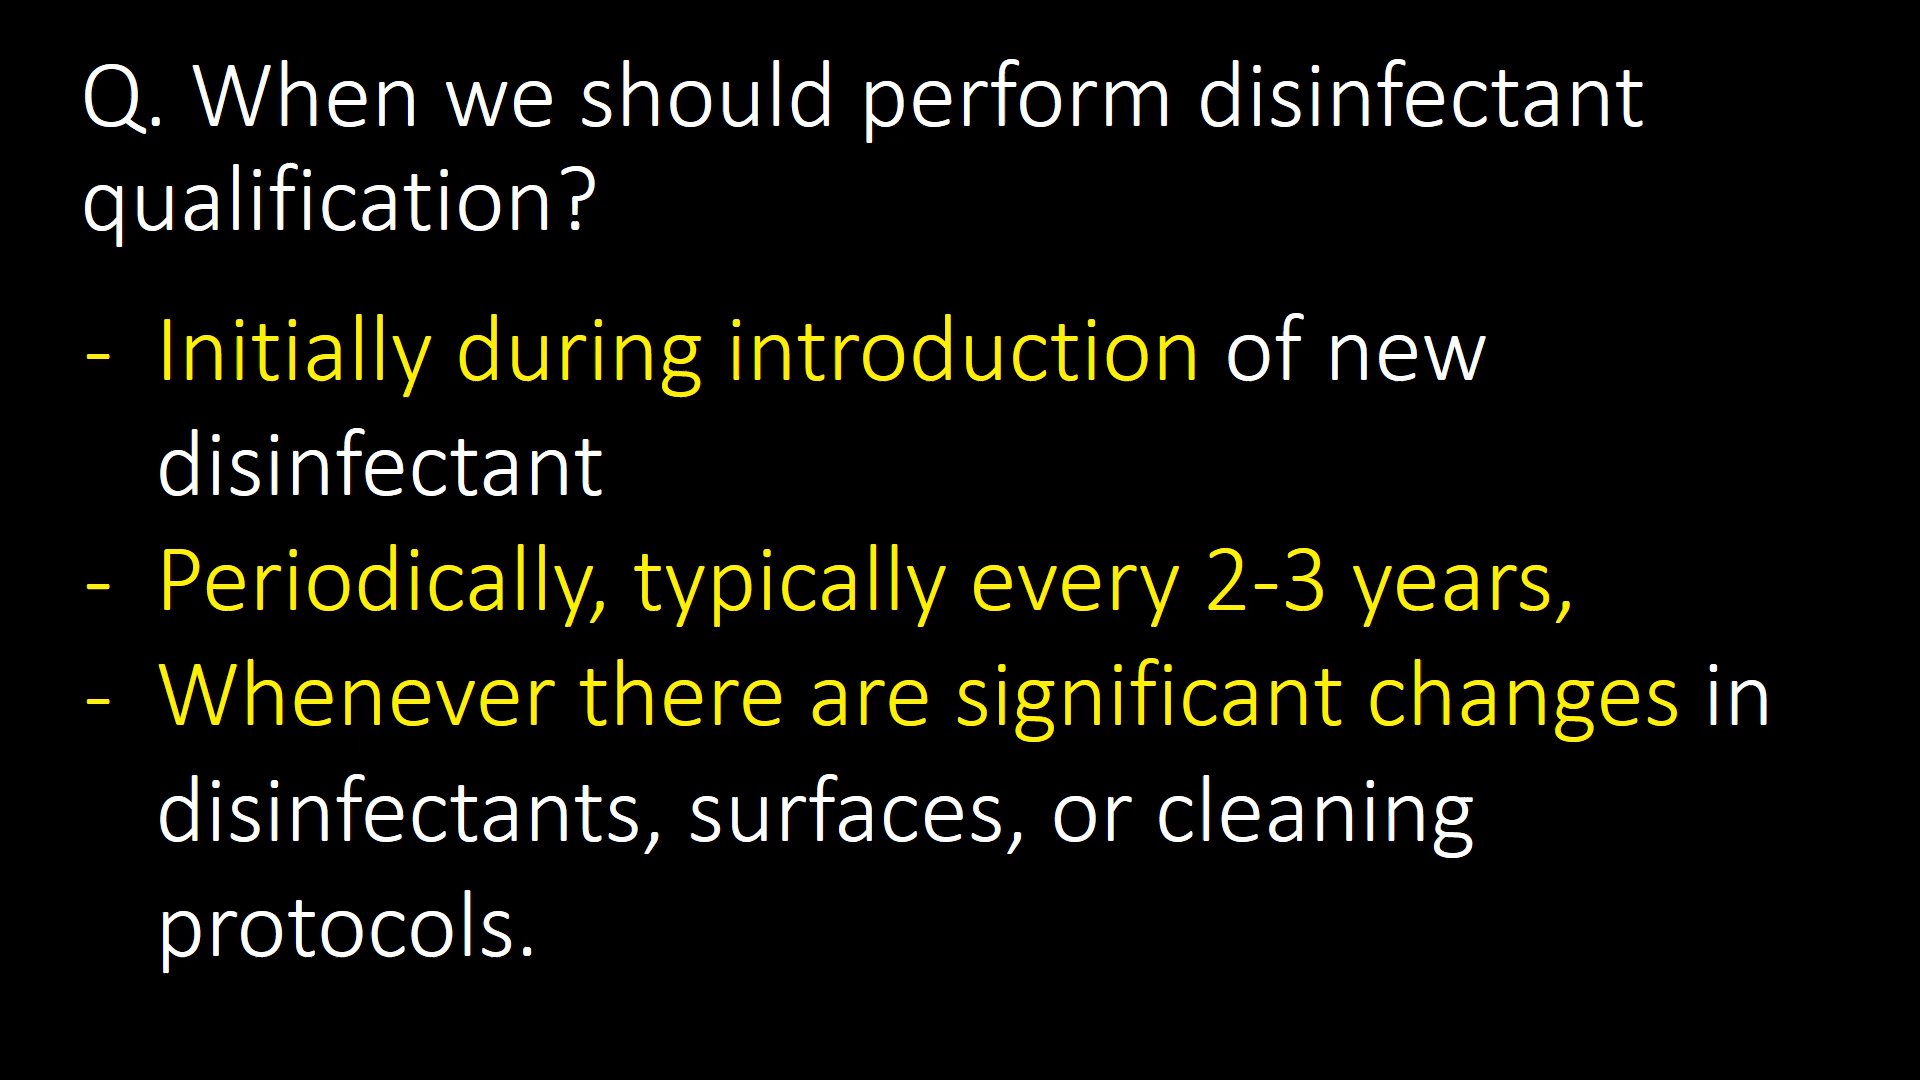 Q. When we should perform disinfectant
qualification?
- Initially during introduction of new
disinfectant
- Periodically, typically every 2-3 years,
- Whenever there are significant changes in
disinfectants, surfaces, or cleaning
protocols.